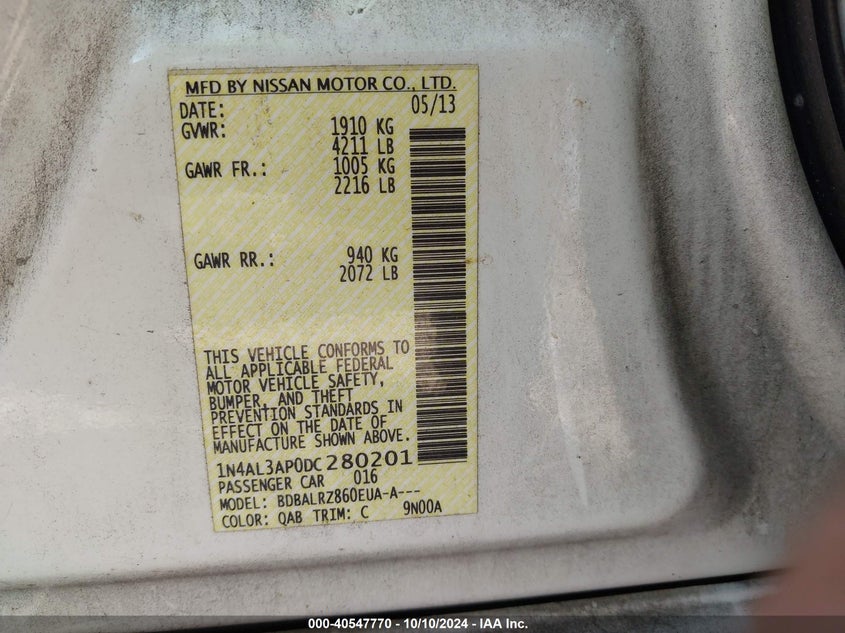 MFD BY NISSAN MOTOR CO., LTD.
DATE: 05/13
GVWR: 1910 KG
4211 LB
GAWR FR.: 1005 KG
2216 LB
GAWR RR.: 940 KG
2072 LB
THIS VEHICLE CONFORMS TO
ALL APPLICABLE FEDERAL
MOTOR VEHICLE SAFETY,
BUMPER, AND THEFT
PREVENTION STANDARDS IN
EFFECT ON THE DATE OF
MANUFACTURE SHOWN ABOVE.
1N4AL3AP0DC280201
PASSENGER CAR 016
MODEL: BDBALRZ860EUA-A---
COLOR: QAB TRIM: C 9N00A
000-40547770 - 10/10/2024 - IAA Inc.